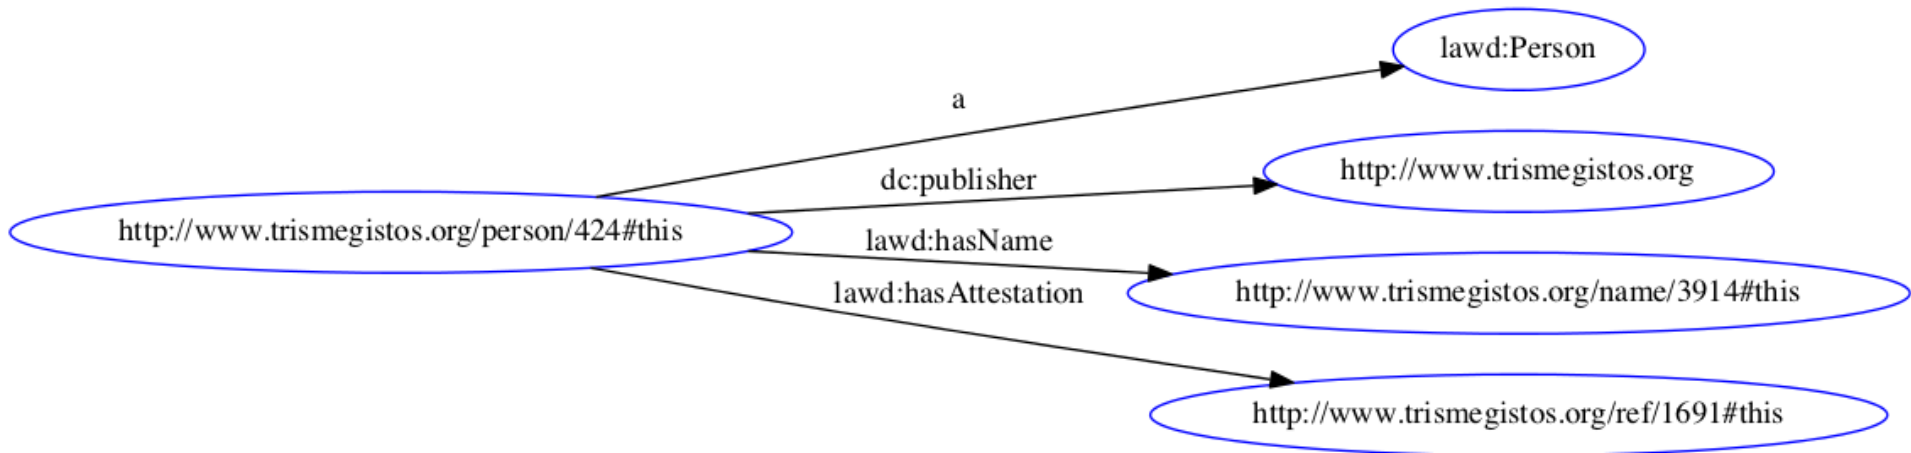 lawd:Person
a
http://www.trismegistos.org
dc:publisher
http://www.trismegistos.org/person/424#this
lawd:hasName
http://www.trismegistos.org/name/3914#this
lawd:hasAttestation
http://www.trismegistos.org/ref/1691#this